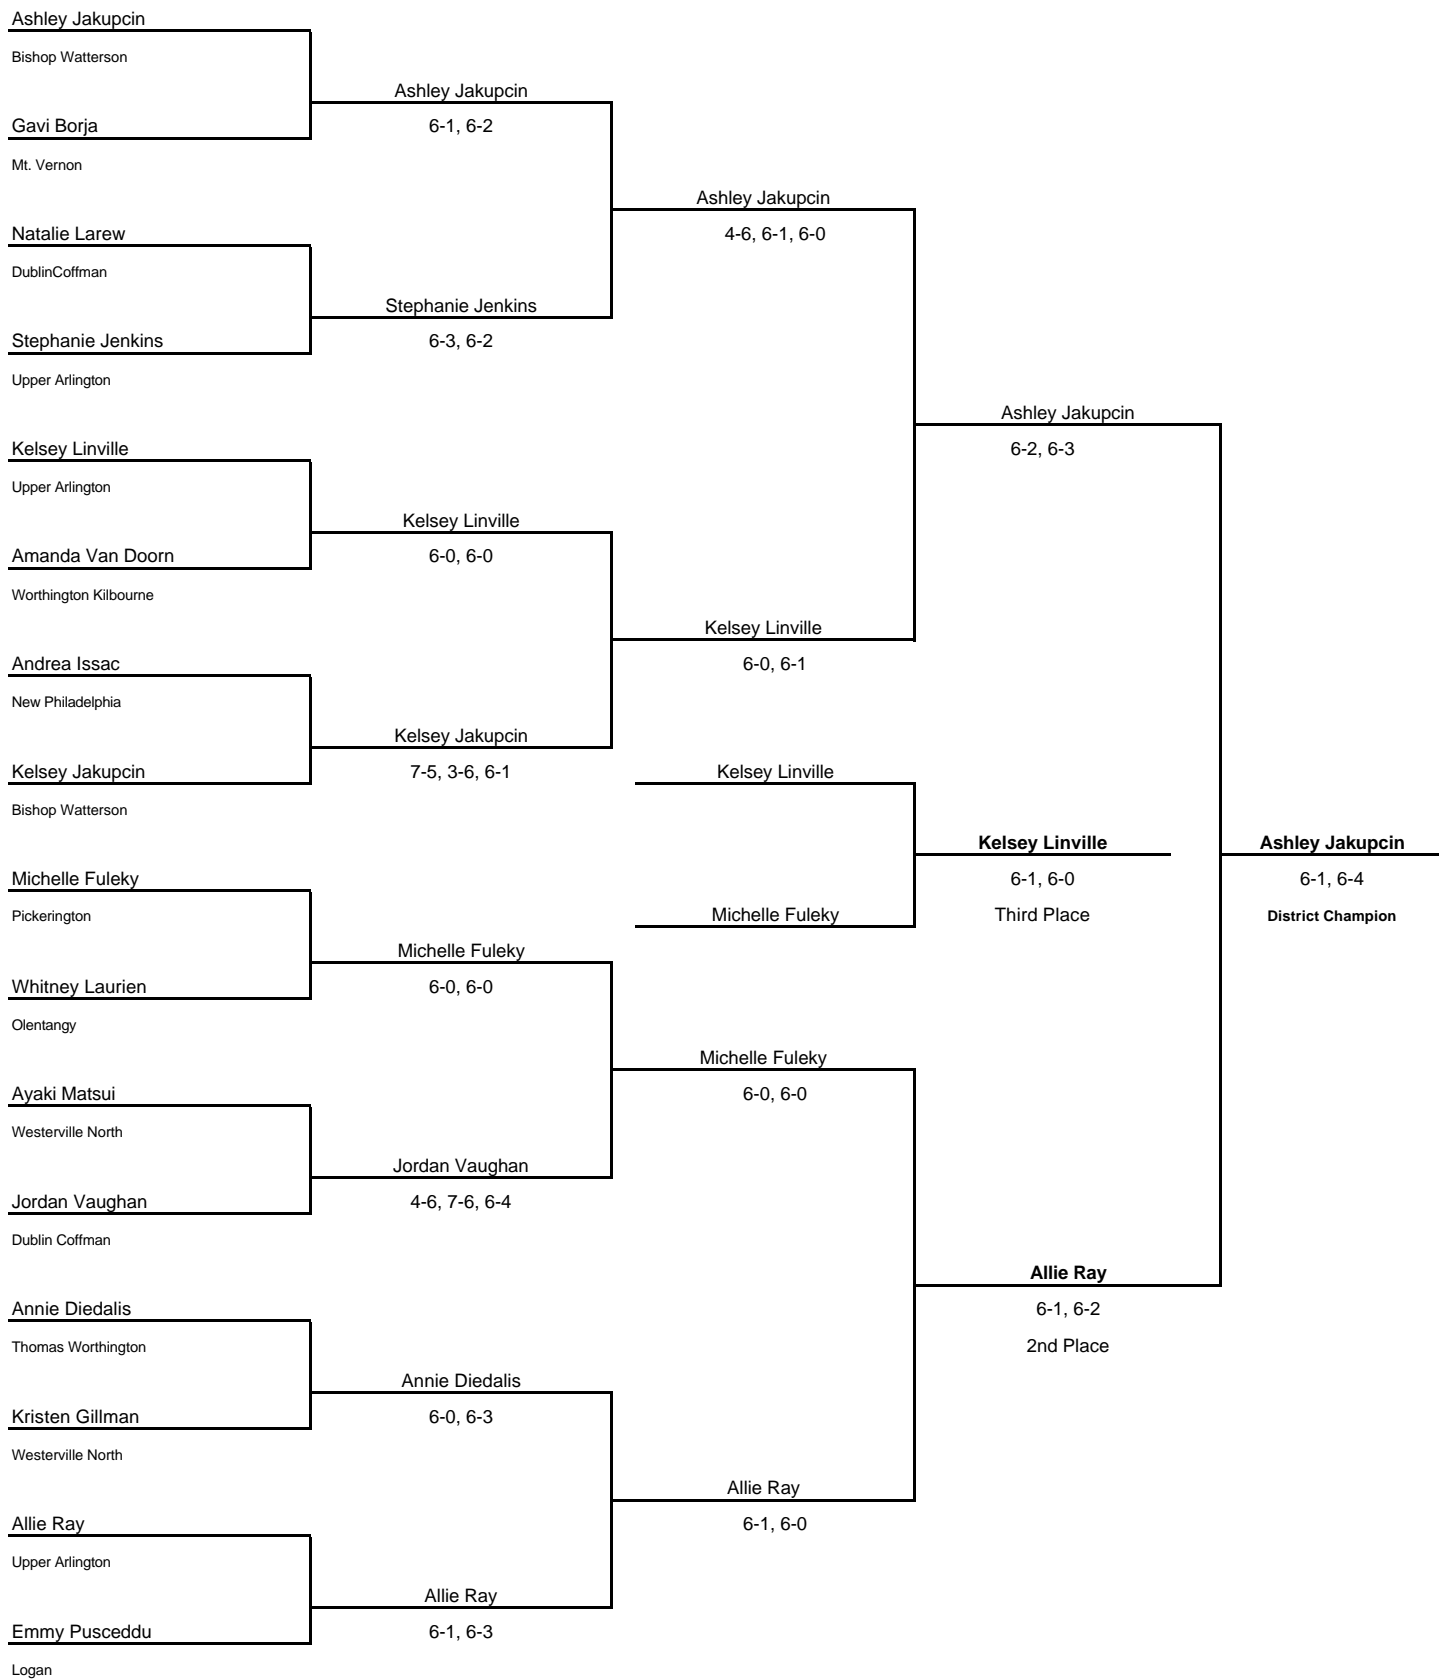 Ashley Jakupcin
Bishop Watterson
Ashley Jakupcin
Gavi Borja
6-1, 6-2
Mt. Vernon
Ashley Jakupcin
Natalie Larew
4-6, 6-1, 6-0
DublinCoffman
Stephanie Jenkins
Stephanie Jenkins
6-3, 6-2
Upper Arlington
Ashley Jakupcin
Kelsey Linville
6-2, 6-3
Upper Arlington
Kelsey Linville
Amanda Van Doorn
6-0, 6-0
Worthington Kilbourne
Kelsey Linville
Andrea Issac
6-0, 6-1
New Philadelphia
Kelsey Jakupcin
Kelsey Jakupcin
7-5, 3-6, 6-1
Kelsey Linville
Bishop Watterson
Kelsey Linville
Ashley Jakupcin
Michelle Fuleky
6-1, 6-0
6-1, 6-4
Pickerington
Michelle Fuleky
Third Place
District Champion
Michelle Fuleky
Whitney Laurien
6-0, 6-0
Olentangy
Michelle Fuleky
Ayaki Matsui
6-0, 6-0
Westerville North
Jordan Vaughan
Jordan Vaughan
4-6, 7-6, 6-4
Dublin Coffman
Allie Ray
Annie Diedalis
6-1, 6-2
Thomas Worthington
2nd Place
Annie Diedalis
Kristen Gillman
6-0, 6-3
Westerville North
Allie Ray
Allie Ray
6-1, 6-0
Upper Arlington
Allie Ray
Emmy Pusceddu
6-1, 6-3
Logan